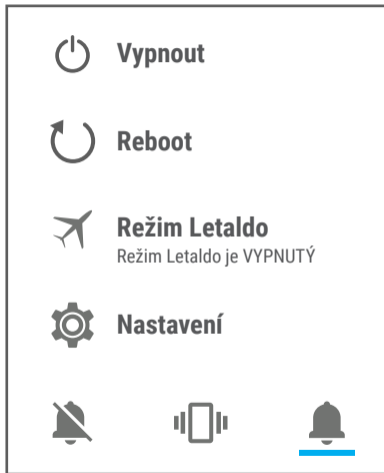 Vypnout
Reboot
Režim Letaldo
Režim Letaldo je VYPNUTÝ
Nastavení